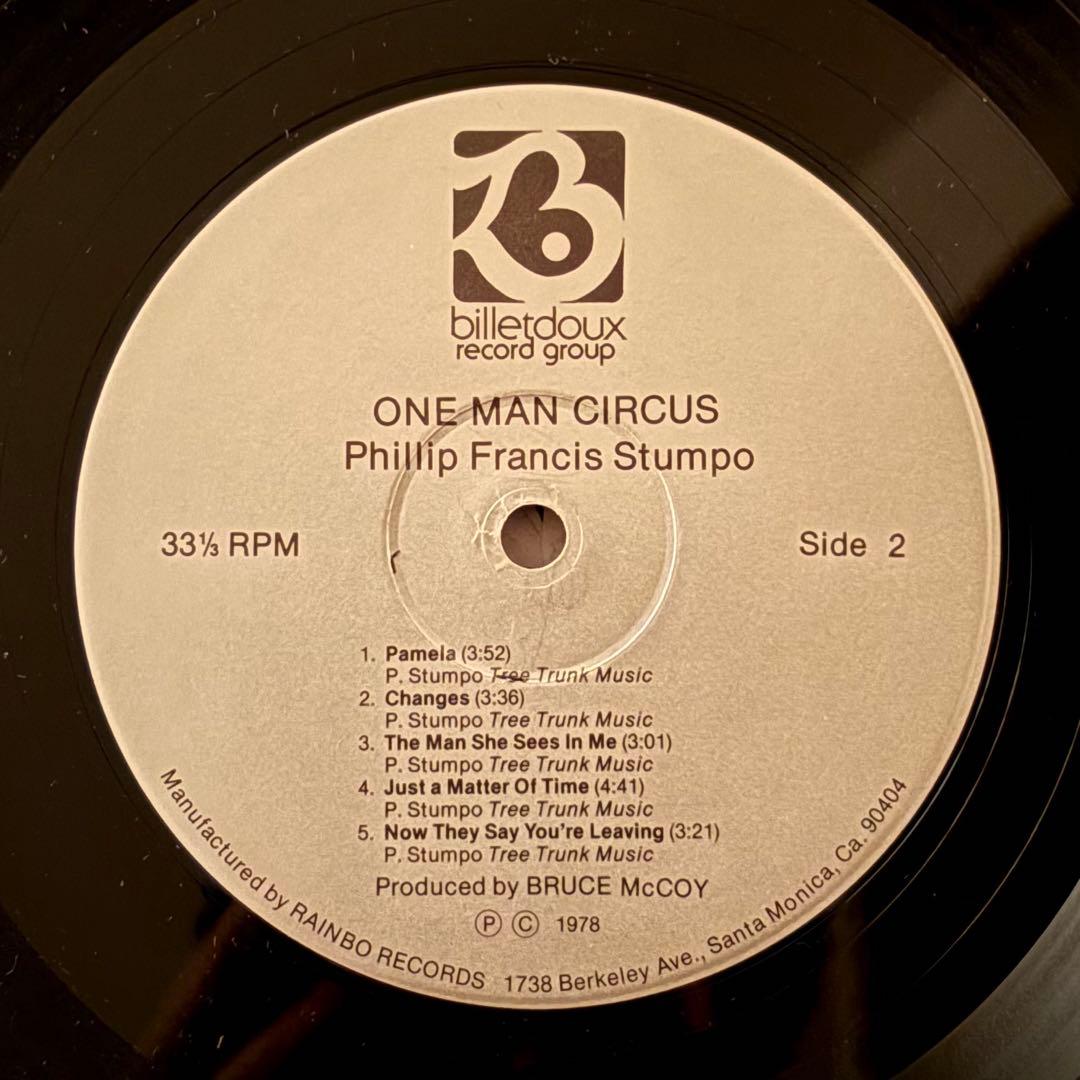 B
billetdoux
record group
ONE MAN CIRCUS
Phillip Francis Stumpo
33⅓ RPM
Side 2
1. Pamela (3:52)
P. Stumpo Tree Trunk Music
2. Changes (3:36)
P. Stumpo Tree Trunk Music
3. The Man She Sees In Me (3:01)
P. Stumpo Tree Trunk Music
4. Just a Matter Of Time (4:41)
P. Stumpo Tree Trunk Music
5. Now They Say You're Leaving (3:21)
P. Stumpo Tree Trunk Music
Produced by BRUCE McCOY
Ⓟ © 1978
Manufactured by RAINBO RECORDS 1738 Berkeley Ave., Santa Monica, Ca. 90404